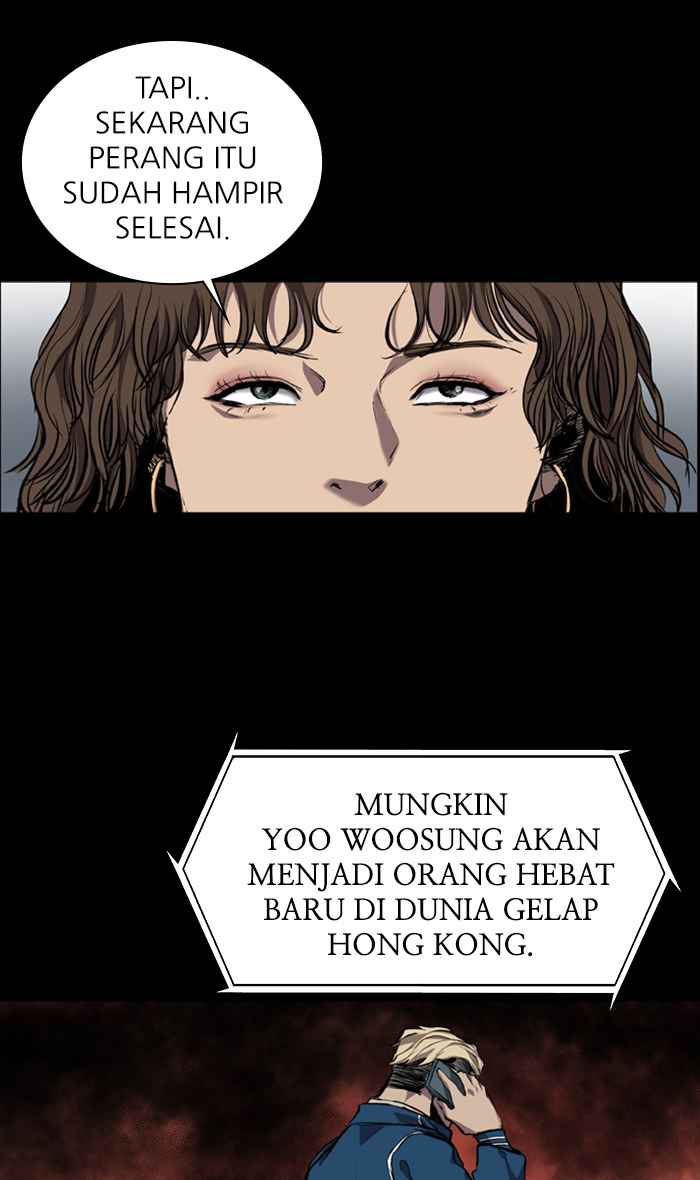 TAPI..
SEKARANG
PERANG ITU
SUDAH HAMPIR
SELESAI.
MUNGKIN
YOO WOOSUNG AKAN
MENJADI ORANG HEBAT
BARU DI DUNIA GELAP
HONG KONG.